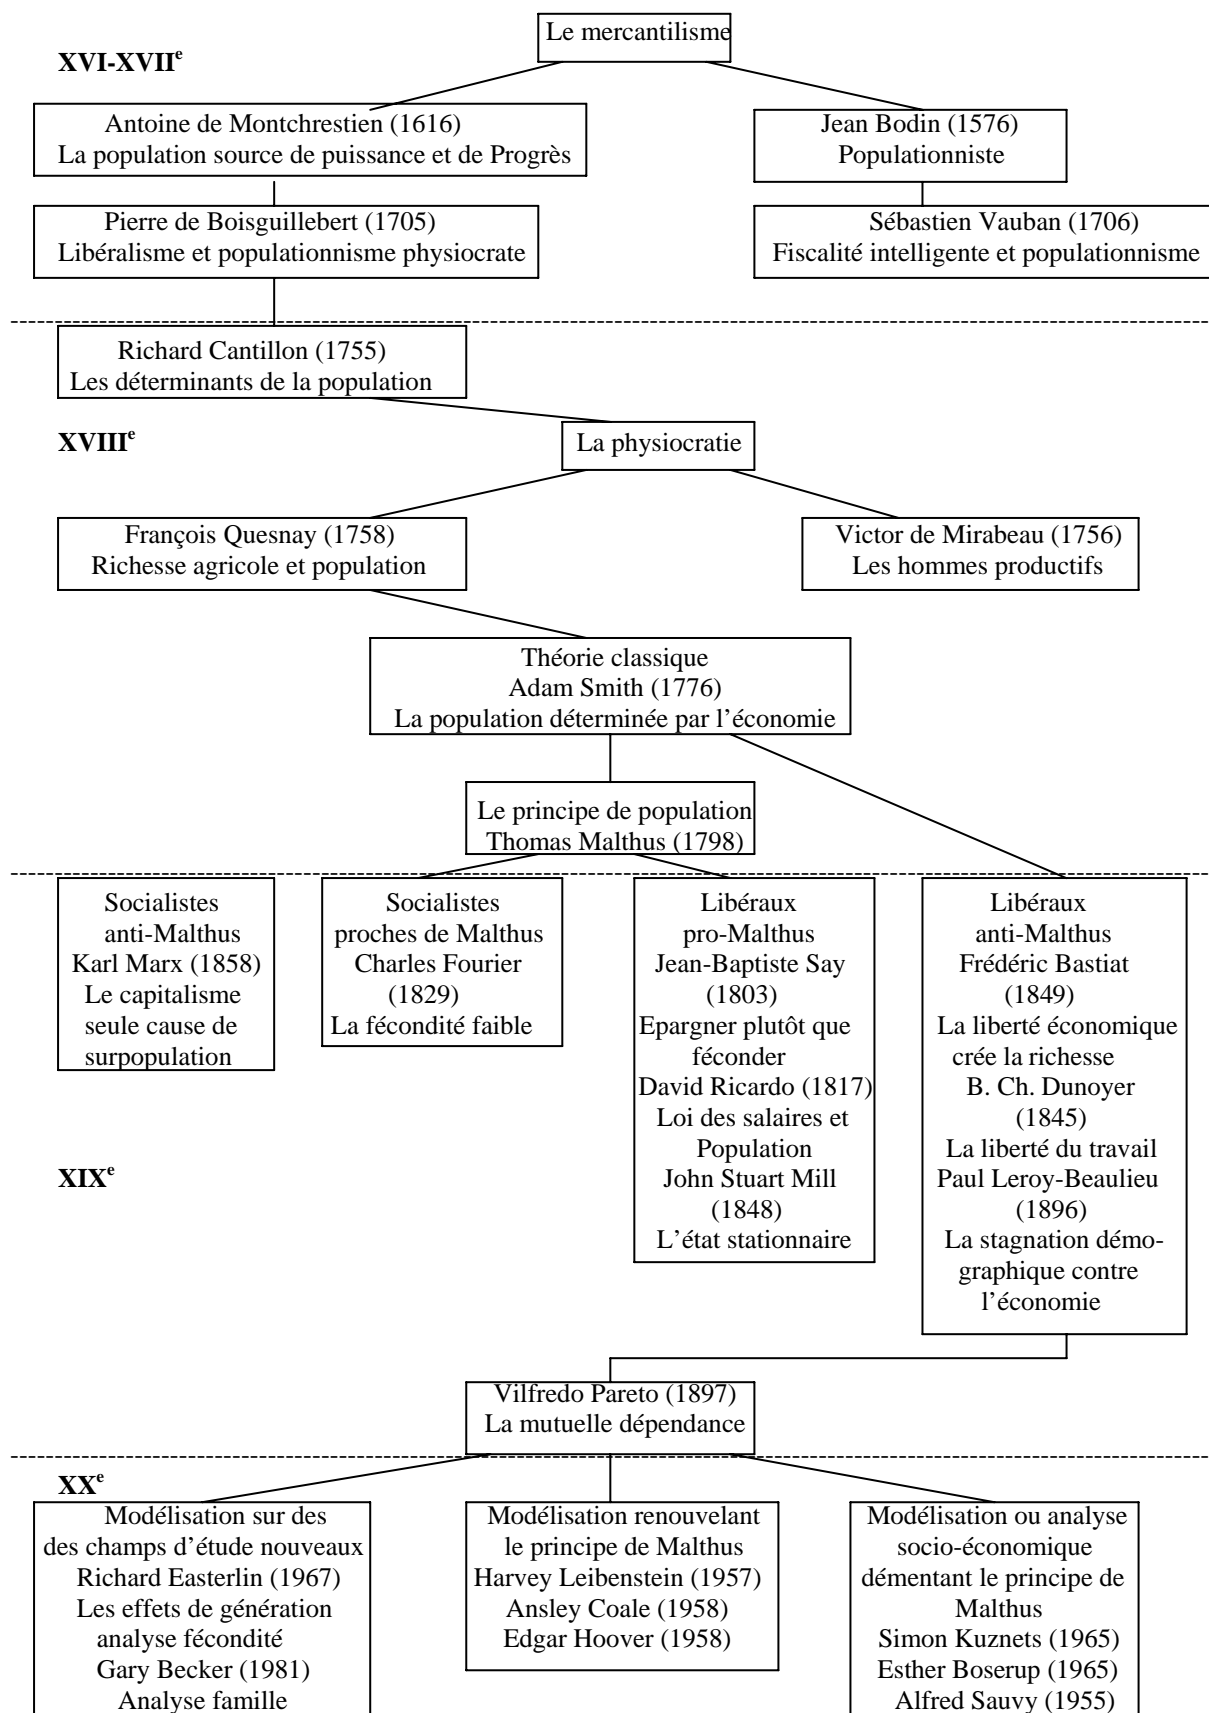 Le mercantilisme
XVI-XVIIe
Antoine de Montchrestien (1616)
La population source de puissance et de Progrès
Jean Bodin (1576)
Populationniste
Pierre de Boisguillebert (1705)
Libéralisme et populationnisme physiocrate
Sébastien Vauban (1706)
Fiscalité intelligente et populationnisme
Richard Cantillon (1755)
Les déterminants de la population
XVIIIe
La physiocratie
François Quesnay (1758)
Richesse agricole et population
Victor de Mirabeau (1756)
Les hommes productifs
Théorie classique
Adam Smith (1776)
La population déterminée par l’économie
Le principe de population
Thomas Malthus (1798)
Socialistes
anti-Malthus
Karl Marx (1858)
Le capitalisme
seule cause de
surpopulation
Socialistes
proches de Malthus
Charles Fourier
(1829)
La fécondité faible
Libéraux
pro-Malthus
Jean-Baptiste Say
(1803)
Epargner plutôt que
féconder
David Ricardo (1817)
Loi des salaires et
Population
John Stuart Mill
(1848)
L’état stationnaire
Libéraux
anti-Malthus
Frédéric Bastiat
(1849)
La liberté économique
crée la richesse
B. Ch. Dunoyer
(1845)
La liberté du travail
Paul Leroy-Beaulieu
(1896)
La stagnation démo-
graphique contre
l’économie
XIXe
Vilfredo Pareto (1897)
La mutuelle dépendance
XXe
Modélisation sur des
des champs d’étude nouveaux
Richard Easterlin (1967)
Les effets de génération
analyse fécondité
Gary Becker (1981)
Analyse famille
Modélisation renouvelant
le principe de Malthus
Harvey Leibenstein (1957)
Ansley Coale (1958)
Edgar Hoover (1958)
Modélisation ou analyse
socio-économique
démentant le principe de
Malthus
Simon Kuznets (1965)
Esther Boserup (1965)
Alfred Sauvy (1955)